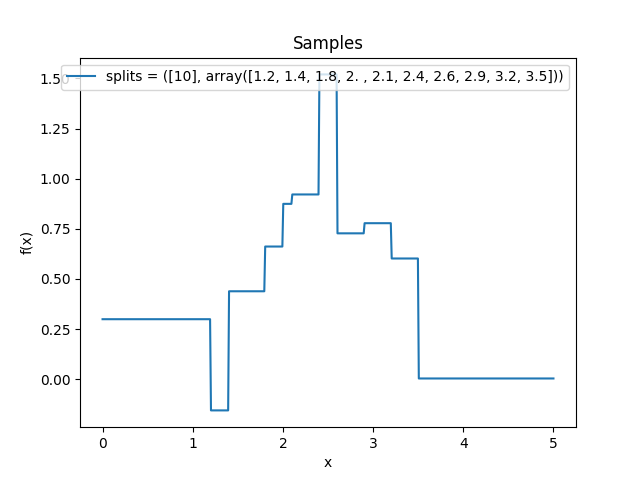 Samples
splits = ([10], array([1.2, 1.4, 1.8, 2. , 2.1, 2.4, 2.6, 2.9, 3.2, 3.5]))
1.50
1.25
1.00
0.75
0.50
0.25
0.00
f(x)
0 1 2 3 4 5
x